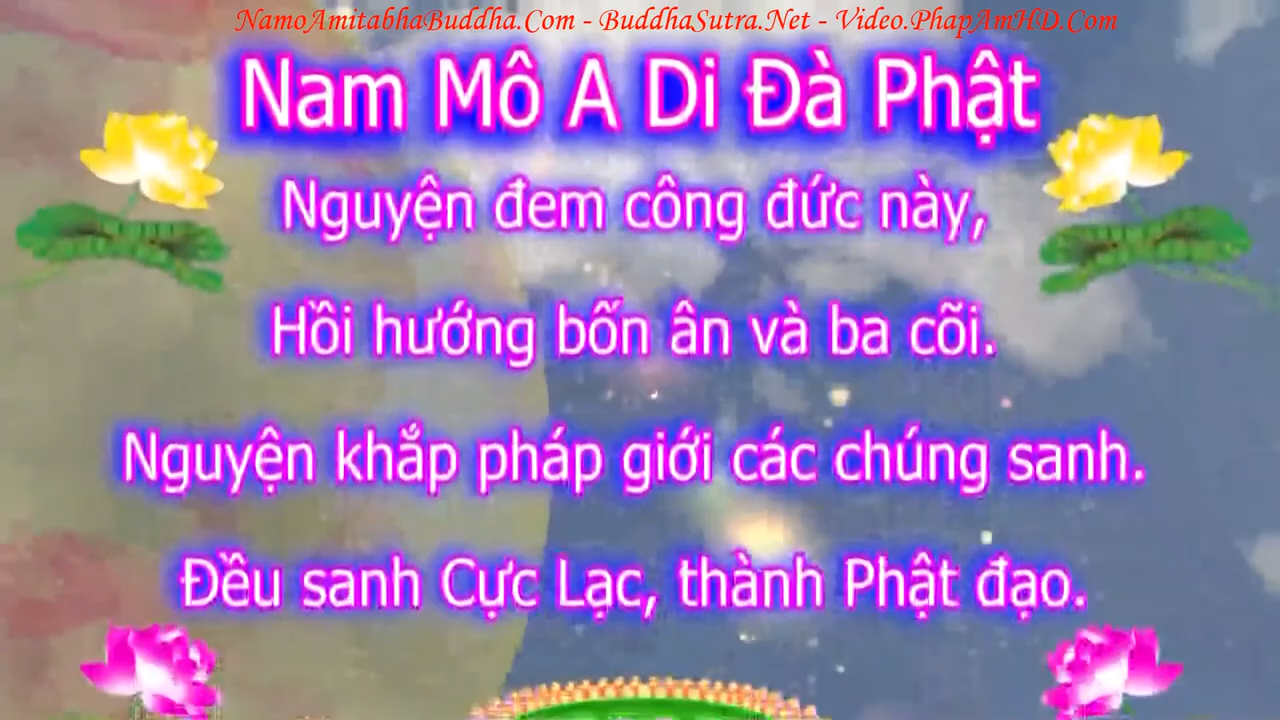 NamoAmitabhaBuddha.Com - BuddhaSutra.Net - Video.PhapAmHD.Com
Nam Mô A Di Đà Phật
Nguyện đem công đức này,
Hồi hướng bốn ân và ba cõi.
Nguyện khắp pháp giới các chúng sanh.
Đều sanh Cực Lạc, thành Phật đạo.